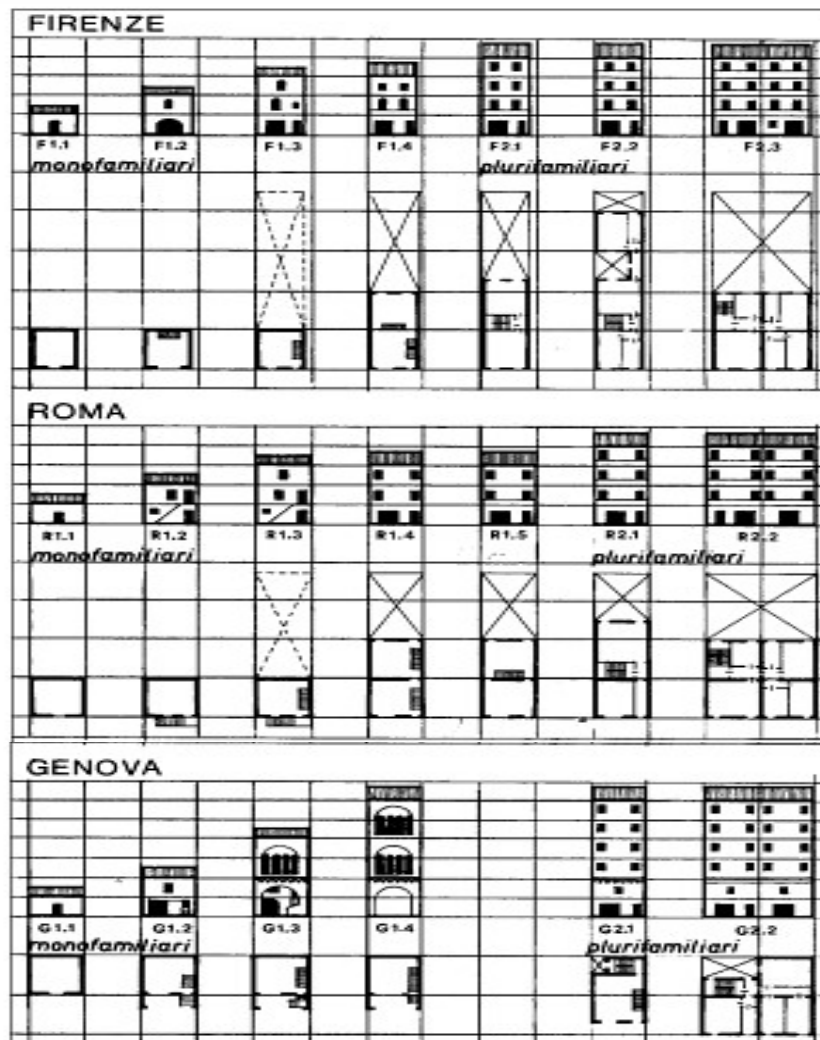 FIRENZE
F1.1 F1.2 F1.3 F1.4 F2.1 F2.2 F2.3
monofamiliari plurifamiliari
ROMA
R1.1 R1.2 R1.3 R1.4 R1.5 R2.1 R2.2
monofamiliari plurifamiliari
GENOVA
G1.1 G1.2 G1.3 G1.4 G2.1 G2.2
monofamiliari plurifamiliari